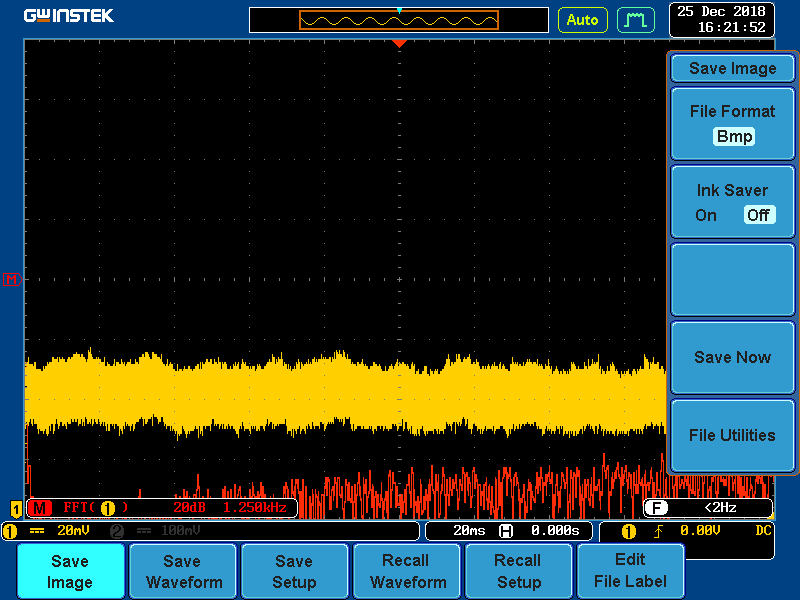 GWINSTEK
Auto
25 Dec 2018
16:21:52
Save Image
File Format
Bmp
Ink Saver
On Off
M
Save Now
File Utilities
1
M FFT( 1 ) 20dB 1.250kHz
F <2Hz
1 20mV 2 100mV
20ms H 0.000s
1 0.00V DC
Save Image
Save Waveform
Save Setup
Recall Waveform
Recall Setup
Edit File Label